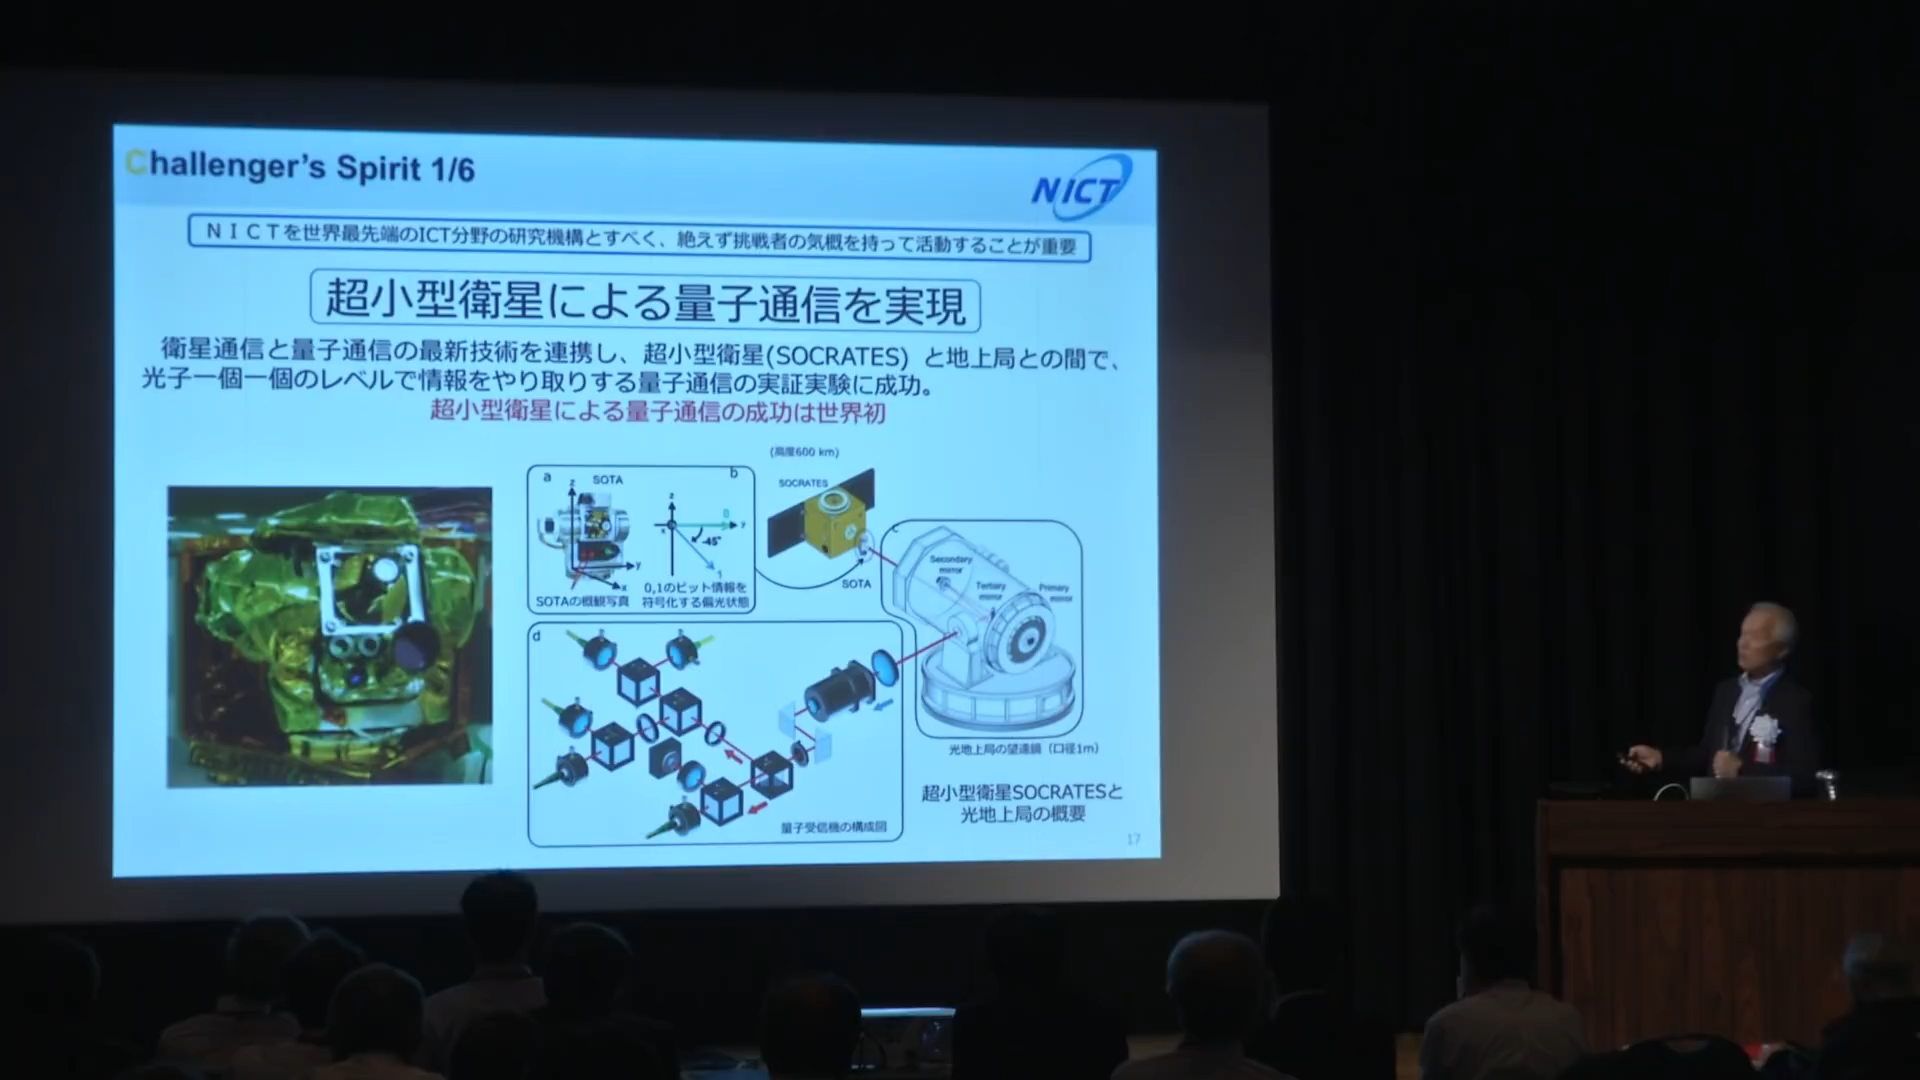 Challenger's Spirit 1/6
NICT
NICTを世界最先端のICT分野の研究機構とすべく、絶えず挑戦者の気概を持って活動することが重要
超小型衛星による量子通信を実現
衛星通信と量子通信の最新技術を連携し、超小型衛星(SOCRATES) と地上局との間で、
光子一個一個のレベルで情報をやり取りする量子通信の実証実験に成功。
超小型衛星による量子通信の成功は世界初
a
z
SOTA
y
x
SOTAの概観写真
b
z
0
y
x
-45°
1
0,1のビット情報を
符号化する偏光状態
(高度600 km)
SOCRATES
SOTA
c
Secondary
mirror
Tertiary
mirror
Primary
mirror
光地上局の望遠鏡（口径1m）
d
量子受信機の構成図
超小型衛星SOCRATESと
光地上局の概要
17